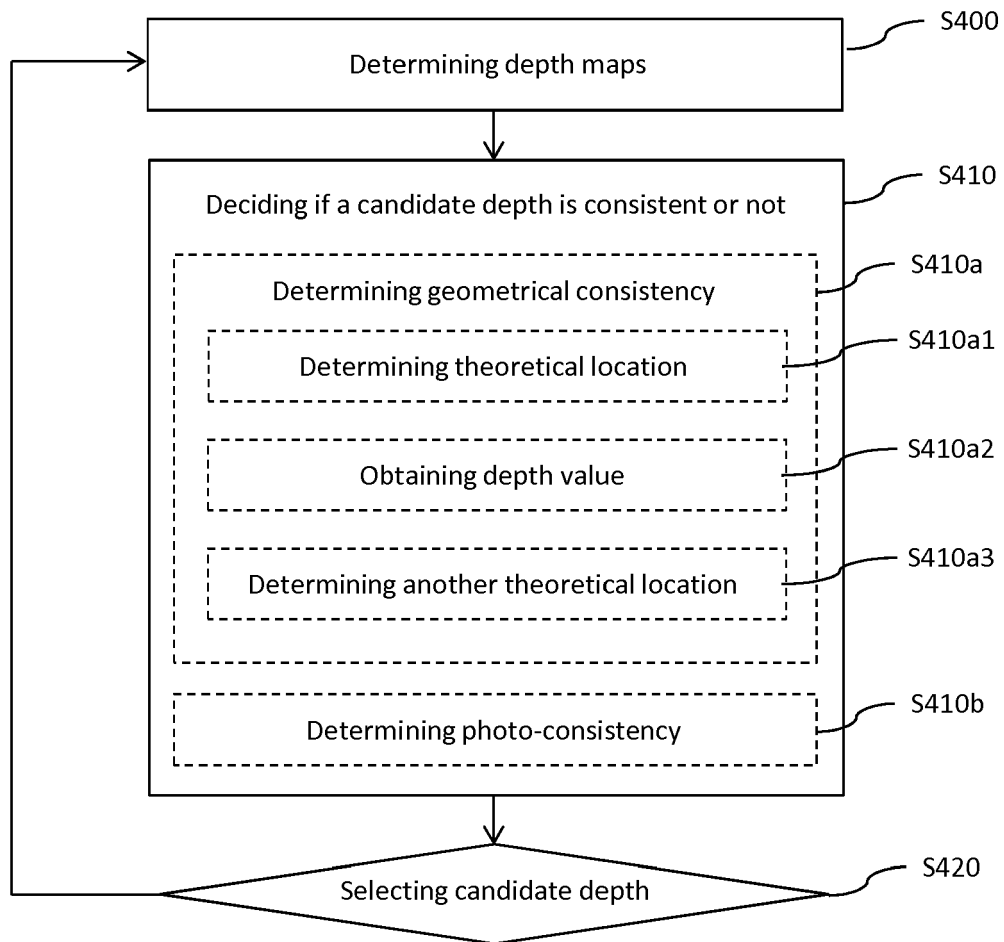 S400
Determining depth maps
S410
Deciding if a candidate depth is consistent or not
S410a
Determining geometrical consistency
S410a1
Determining theoretical location
S410a2
Obtaining depth value
S410a3
Determining another theoretical location
S410b
Determining photo-consistency
S420
Selecting candidate depth